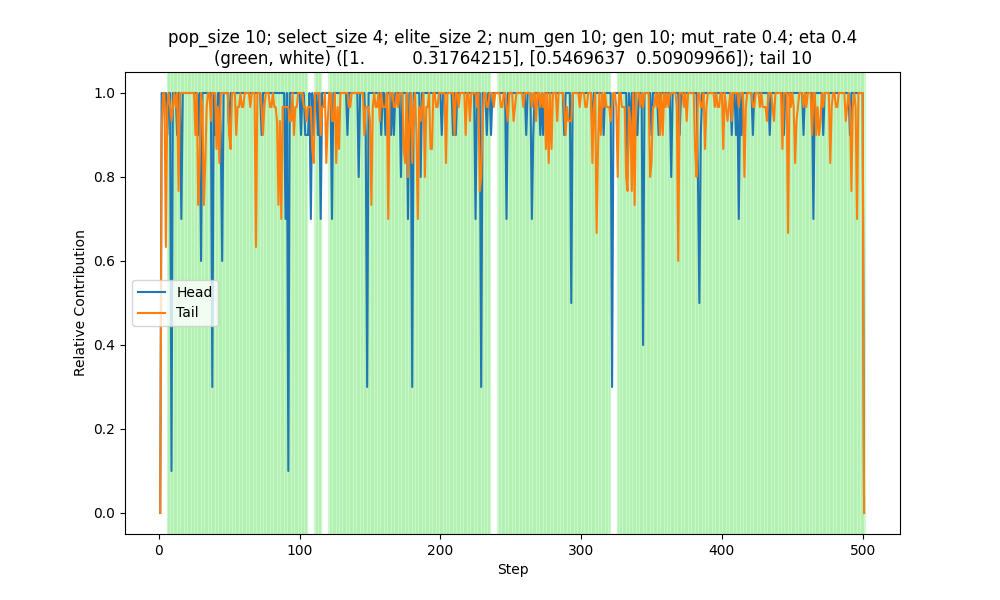 pop_size 10; select_size 4; elite_size 2; num_gen 10; gen 10; mut_rate 0.4; eta 0.4
(green, white) ([1. 0.31764215], [0.5469637 0.50909966]); tail 10
1.0
0.8
0.6
0.4
0.2
0.0
Relative Contribution
Head
Tail
0 100 200 300 400 500
Step